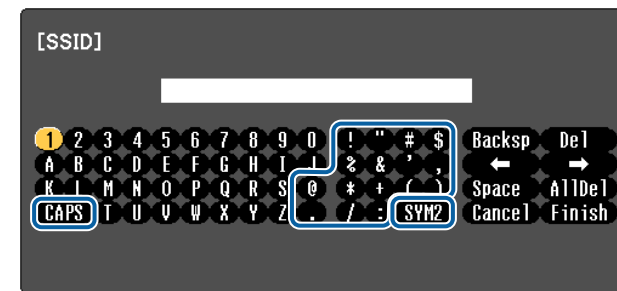 [SSID]
1 2 3 4 5 6 7 8 9 0 ! " # $ Backsp Del
A B C D E F G H I J % & ' , ← →
K L M N O P Q R S @ * + ( ) Space AllDel
CAPS T U V W X Y Z . / : SYM2 Cancel Finish